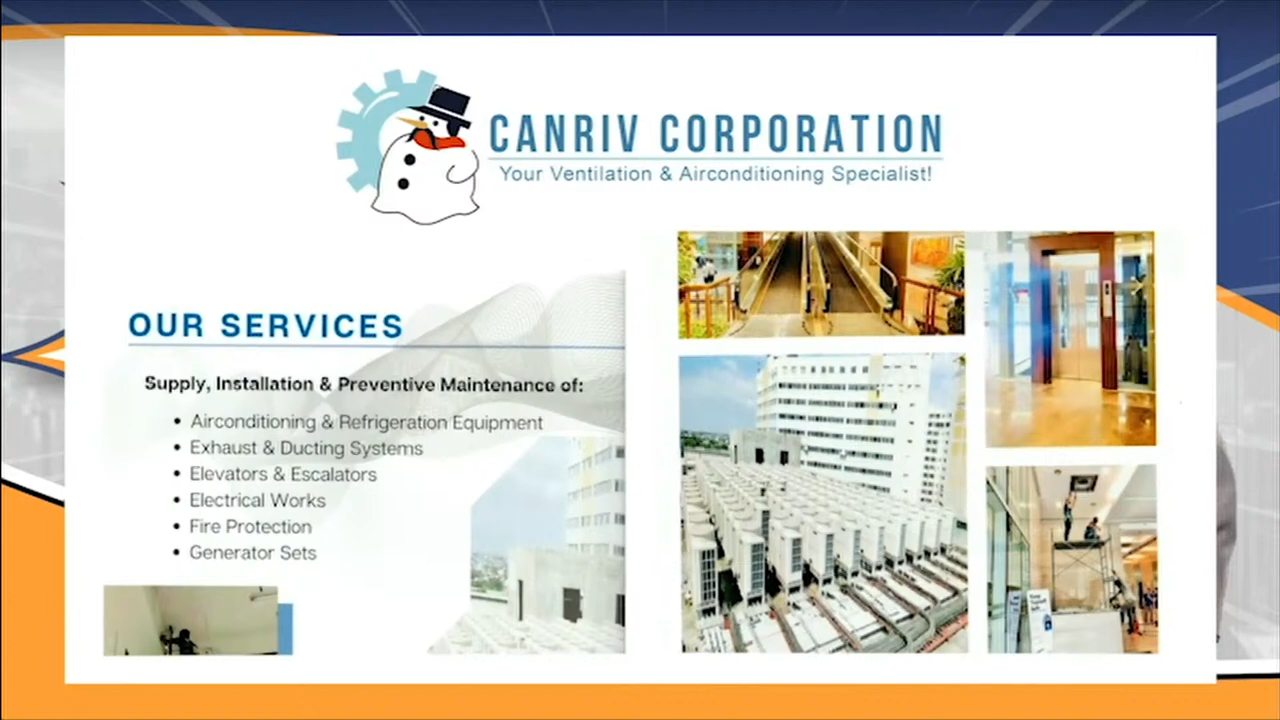 CANRIV CORPORATION
Your Ventilation & Airconditioning Specialist!
OUR SERVICES
Supply, Installation & Preventive Maintenance of:
• Airconditioning & Refrigeration Equipment
• Exhaust & Ducting Systems
• Elevators & Escalators
• Electrical Works
• Fire Protection
• Generator Sets